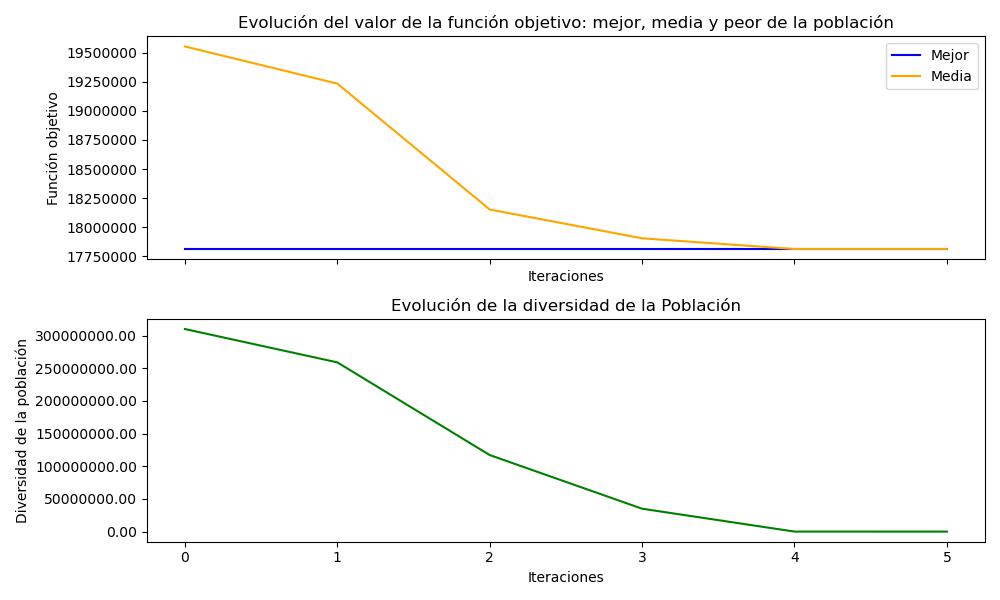 Evolución del valor de la función objetivo: mejor, media y peor de la población
Función objetivo
19500000
19250000
19000000
18750000
18500000
18250000
18000000
17750000
Mejor
Media
Iteraciones
Evolución de la diversidad de la Población
Diversidad de la población
300000000.00
250000000.00
200000000.00
150000000.00
100000000.00
50000000.00
0.00
0 1 2 3 4 5
Iteraciones